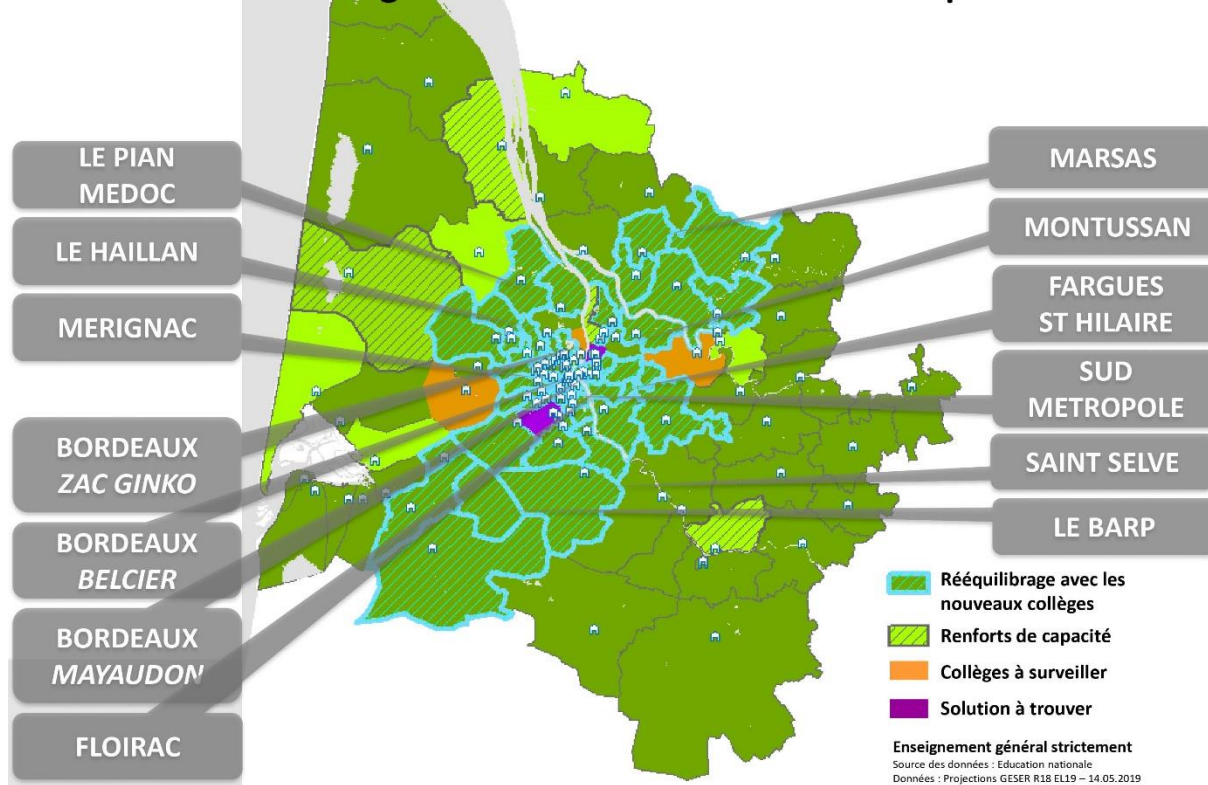 LE PIAN
MEDOC
LE HAILLAN
MERIGNAC
BORDEAUX
ZAC GINKO
BORDEAUX
BELCIER
BORDEAUX
MAYAUDON
FLOIRAC
MARSAS
MONTUSSAN
FARGUES
ST HILAIRE
SUD
METROPOLE
SAINT SELVE
LE BARP
Rééquilibrage avec les
nouveaux collèges
Renforts de capacité
Collèges à surveiller
Solution à trouver
Enseignement général strictement
Source des données : Education nationale
Données : Projections GESER R18 EL19 – 14.05.2019